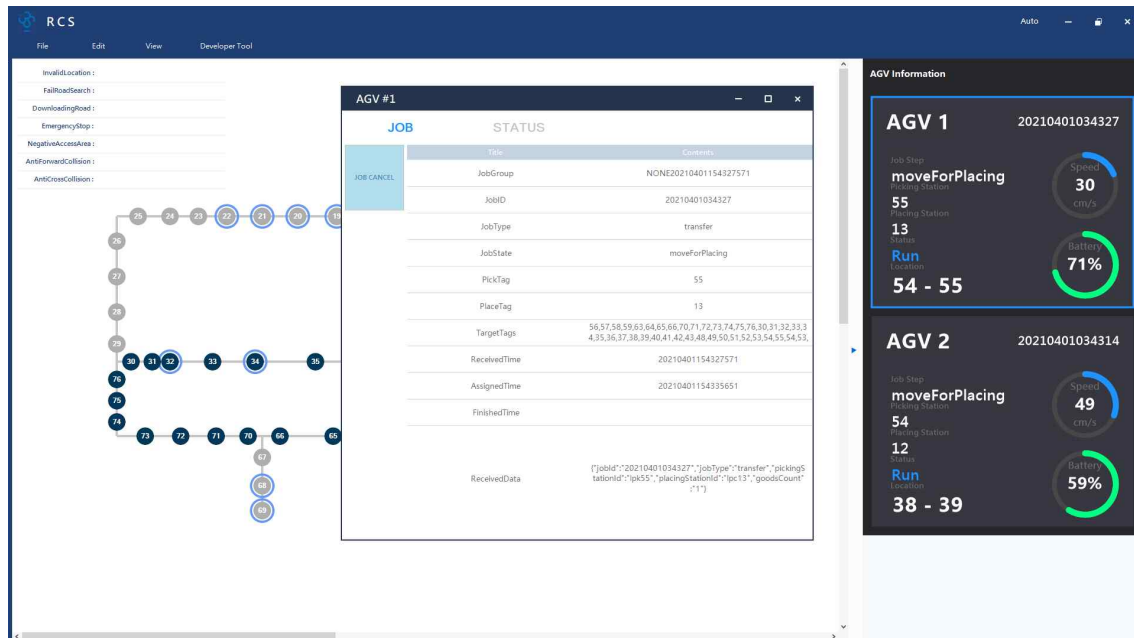 RCS
Auto
File Edit View Developer Tool
InvalidLocation :
FailRoadSearch :
DownloadingRoad :
EmergencyStop :
NegativeAccessArea :
AntiForwardCollision :
AntiCrossCollision :
25 24 23 22 21 20 19
26
27
28
29
30 31 32 33 34 35
76
75
74
73 72 71 70 66 65
67
68
69
AGV #1
JOB STATUS
JOB CANCEL
Title Contents
JobGroup NONE20210401154327571
JobID 20210401034327
JobType transfer
JobState moveForPlacing
PickTag 55
PlaceTag 13
TargetTags 56,57,58,59,63,64,65,66,70,71,72,73,74,75,76,30,31,32,33,3
4,35,36,37,38,39,40,41,42,43,48,49,50,51,52,53,54,55,54,53,
ReceivedTime 20210401154327571
AssignedTime 20210401154335651
FinishedTime
ReceivedData {"jobId":"20210401034327","jobType":"transfer","pickingS
tationId":"lpk55","placingStationId":"lpc13","goodsCount"
:"1"}
AGV Information
AGV 1 20210401034327
Job Step
moveForPlacing
Picking Station
55
Placing Station
13
Status
Run
Location
54 - 55
Speed
30
cm/s
Battery
71%
AGV 2 20210401034314
Job Step
moveForPlacing
Picking Station
54
Placing Station
12
Status
Run
Location
38 - 39
Speed
49
cm/s
Battery
59%